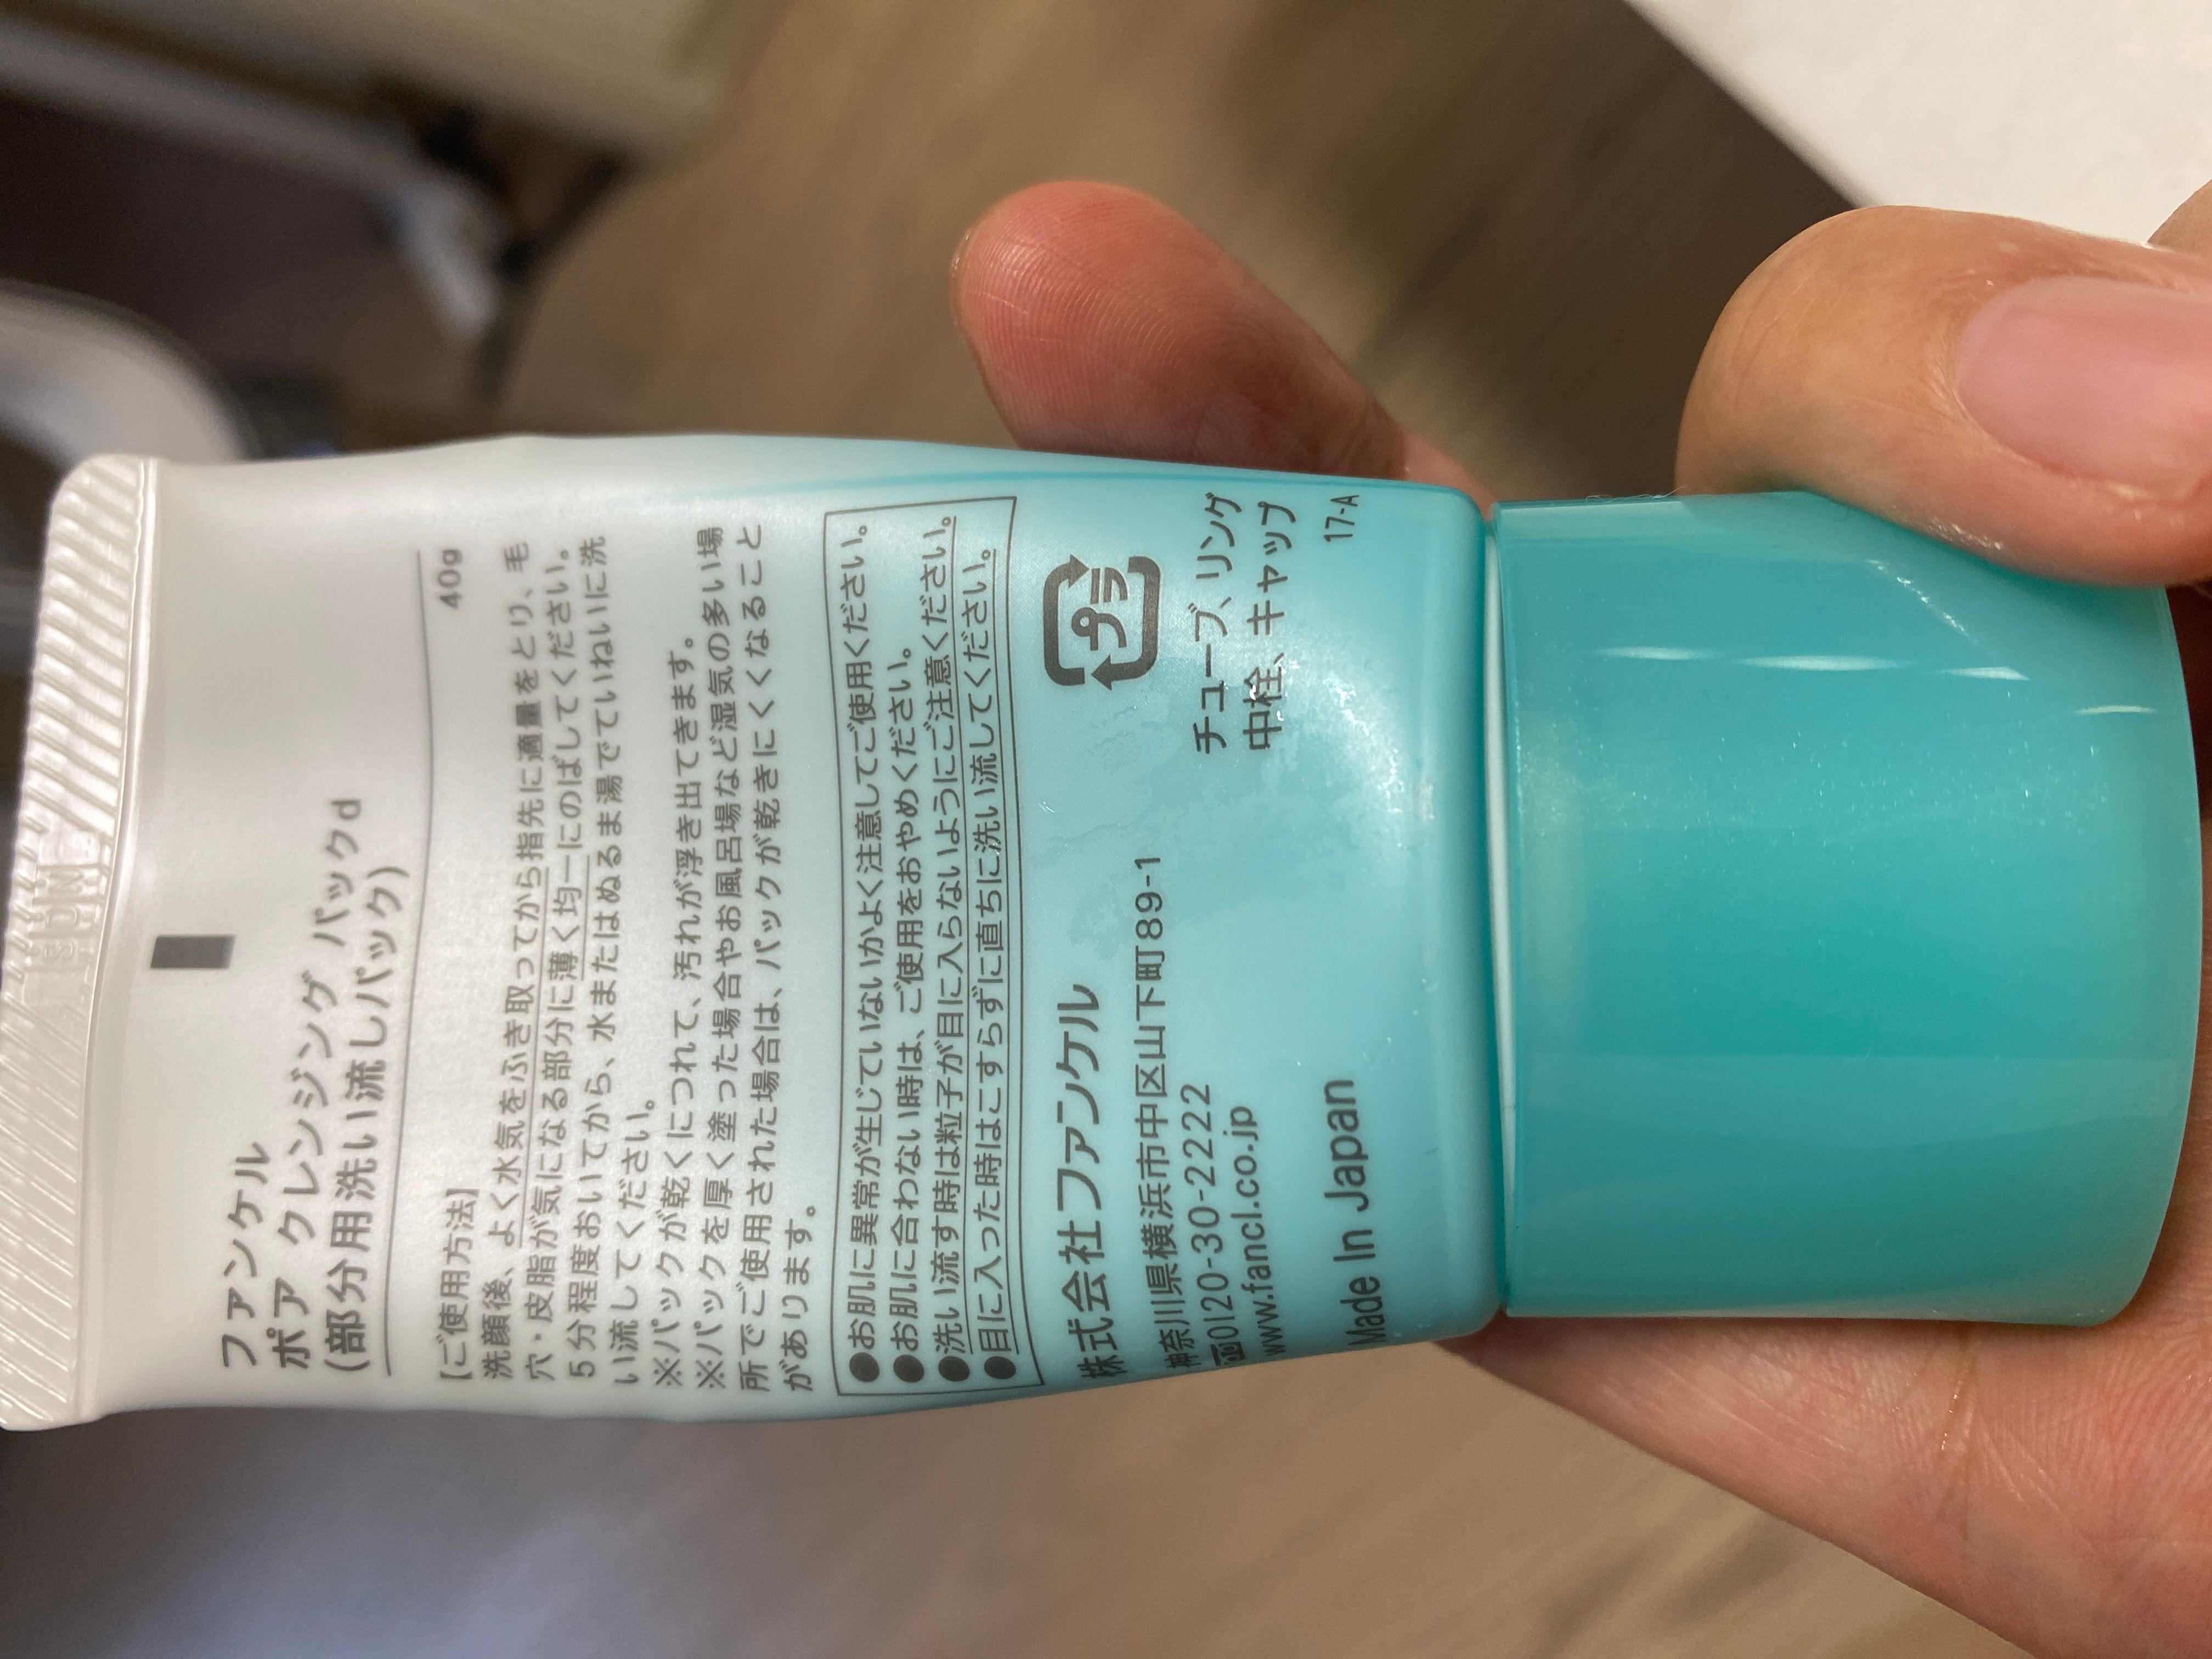 ファンケル
ポア クレンジング パックd
(部分用洗い流しパック)
40g
【ご使用方法】
洗顔後、よく水気をふき取ってから指先に適量をとり、毛
穴・皮脂が気になる部分に薄く均一にのばしてください。
5分程度おいてから、水またはぬるま湯でていねいに洗
い流してください。
※パックが乾くにつれて、汚れが浮き出てきます。
※パックを厚く塗った場合やお風呂場など湿気の多い場
所でご使用された場合は、パックが乾きにくくなること
があります。
●お肌に異常が生じていないかよく注意してご使用ください。
●お肌に合わない時は、ご使用をおやめください。
●洗い流す時は粒子が目に入らないようにご注意ください。
●目に入った時はこすらずに直ちに洗い流してください。
株式会社ファンケル
神奈川県横浜市中区山下町89-1
0120-30-2222
www.fancl.co.jp
Made In Japan
プラ
チューブ、リング
中栓、キャップ
17-A